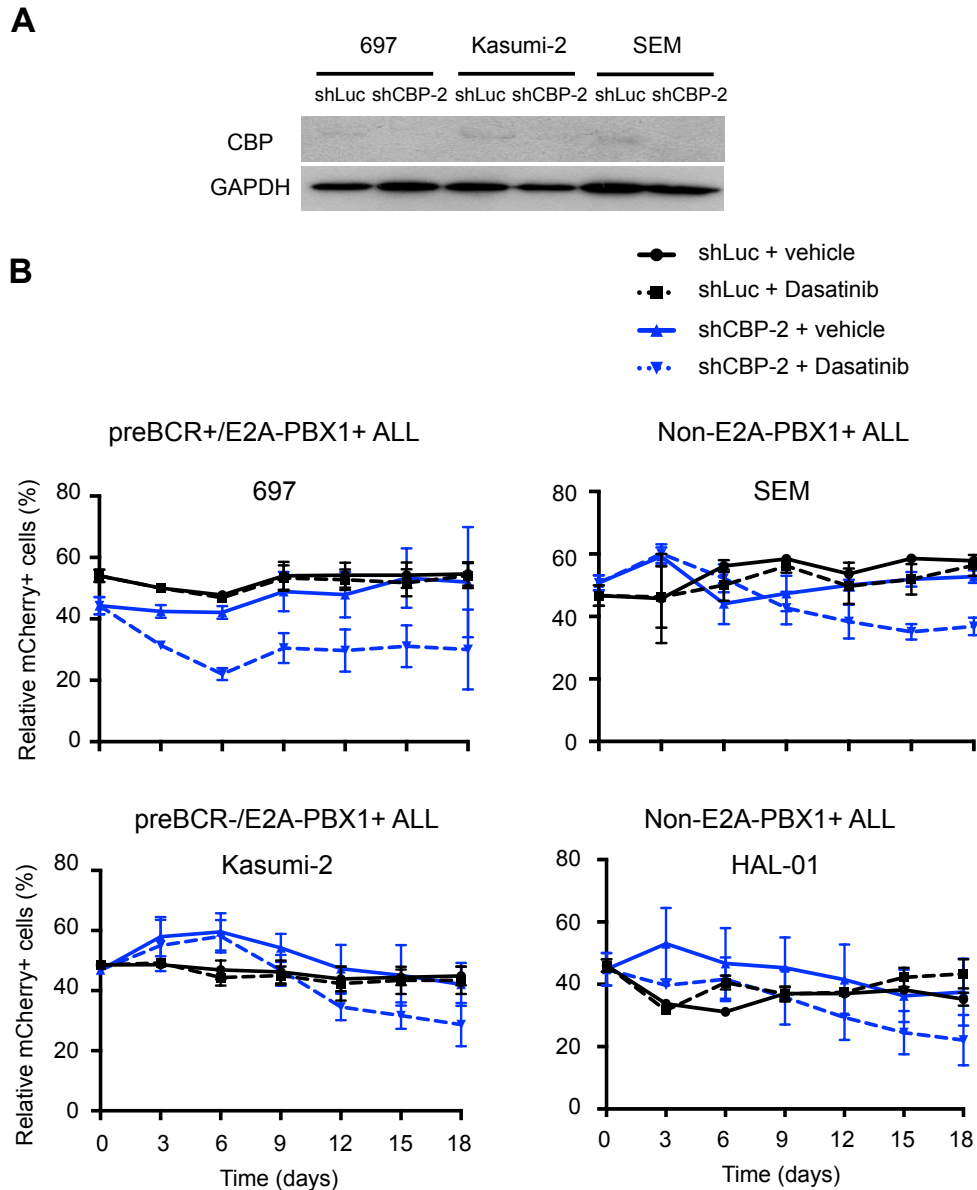 A
697 Kasumi-2 SEM
shLuc shCBP-2 shLuc shCBP-2 shLuc shCBP-2
CBP
GAPDH
B
shLuc + vehicle
shLuc + Dasatinib
shCBP-2 + vehicle
shCBP-2 + Dasatinib
preBCR+/E2A-PBX1+ ALL
697
Relative mCherry+ cells (%)
80
60
40
20
0
Non-E2A-PBX1+ ALL
SEM
80
60
40
20
0
preBCR-/E2A-PBX1+ ALL
Kasumi-2
Relative mCherry+ cells (%)
80
60
40
20
0
0 3 6 9 12 15 18
Time (days)
Non-E2A-PBX1+ ALL
HAL-01
80
60
40
20
0
0 3 6 9 12 15 18
Time (days)